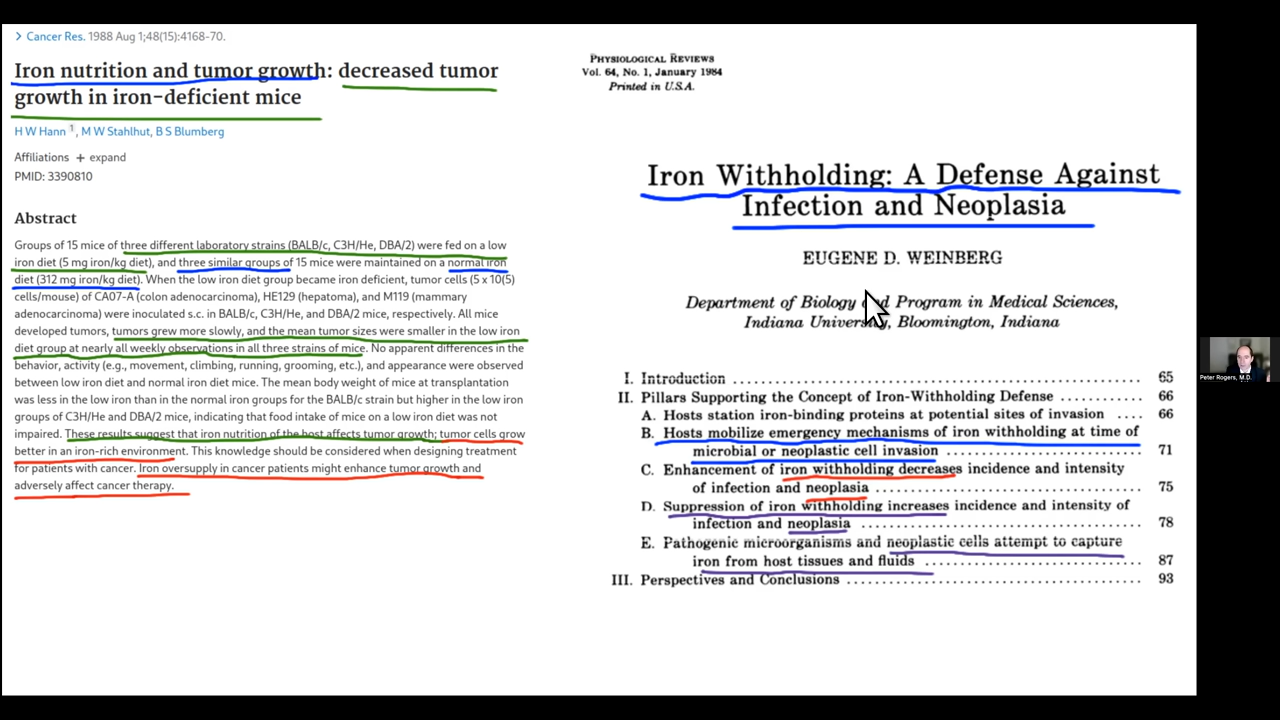 > Cancer Res. 1988 Aug 1;48(15):4168-70.
Iron nutrition and tumor growth: decreased tumor
growth in iron-deficient mice
H W Hann 1, M W Stahlhut, B S Blumberg
Affiliations + expand
PMID: 3390810
Abstract
Groups of 15 mice of three different laboratory strains (BALB/c, C3H/He, DBA/2) were fed on a low
iron diet (5 mg iron/kg diet), and three similar groups of 15 mice were maintained on a normal iron
diet (312 mg iron/kg diet). When the low iron diet group became iron deficient, tumor cells (5 x 10(5)
cells/mouse) of CA07-A (colon adenocarcinoma), HE129 (hepatoma), and M119 (mammary
adenocarcinoma) were inoculated s.c. in BALB/c, C3H/He, and DBA/2 mice, respectively. All mice
developed tumors, tumors grew more slowly, and the mean tumor sizes were smaller in the low iron
diet group at nearly all weekly observations in all three strains of mice. No apparent differences in the
behavior, activity (e.g., movement, climbing, running, grooming, etc.), and appearance were observed
between low iron diet and normal iron diet mice. The mean body weight of mice at transplantation
was less in the low iron than in the normal iron groups for the BALB/c strain but higher in the low iron
groups of C3H/He and DBA/2 mice, indicating that food intake of mice on a low iron diet was not
impaired. These results suggest that iron nutrition of the host affects tumor growth; tumor cells grow
better in an iron-rich environment. This knowledge should be considered when designing treatment
for patients with cancer. Iron oversupply in cancer patients might enhance tumor growth and
adversely affect cancer therapy.
PHYSIOLOGICAL REVIEWS
Vol. 64, No. 1, January 1984
Printed in U.S.A.
Iron Withholding: A Defense Against
Infection and Neoplasia
EUGENE D. WEINBERG
Department of Biology and Program in Medical Sciences,
Indiana University, Bloomington, Indiana
I. Introduction ........ 65
II. Pillars Supporting the Concept of Iron-Withholding Defense ........ 66
A. Hosts station iron-binding proteins at potential sites of invasion .... 66
B. Hosts mobilize emergency mechanisms of iron withholding at time of
microbial or neoplastic cell invasion ........ 71
C. Enhancement of iron withholding decreases incidence and intensity
of infection and neoplasia ........ 75
D. Suppression of iron withholding increases incidence and intensity of
infection and neoplasia ........ 78
E. Pathogenic microorganisms and neoplastic cells attempt to capture
iron from host tissues and fluids ........ 87
III. Perspectives and Conclusions ........ 93
Peter Rogers, M.D.